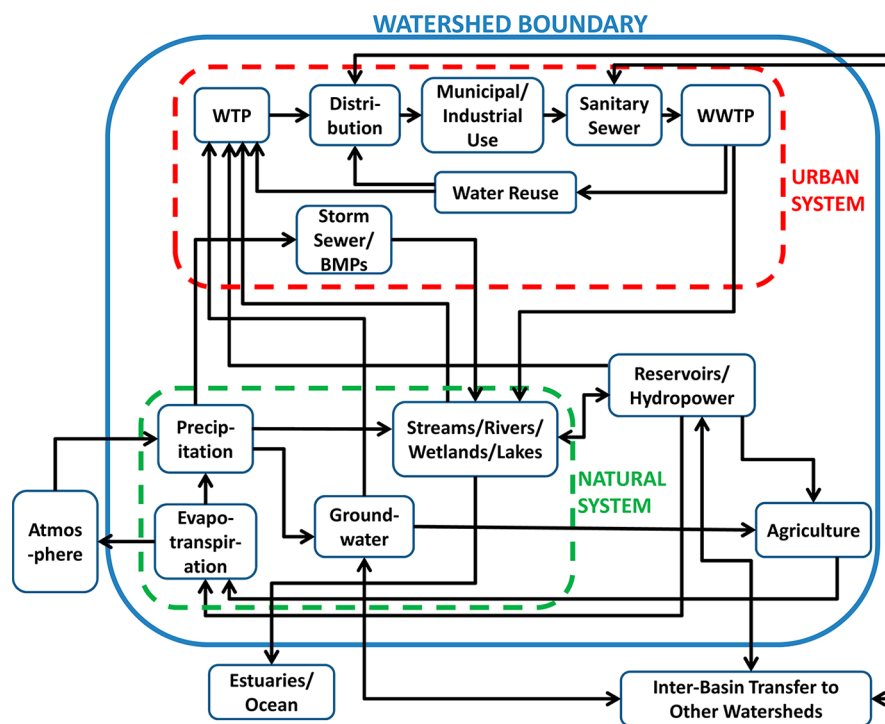 WATERSHED BOUNDARY
WTP
Distri-
bution
Municipal/
Industrial
Use
Sanitary
Sewer
WWTP
Water Reuse
URBAN
SYSTEM
Storm
Sewer/
BMPs
Reservoirs/
Hydropower
Precip-
itation
Streams/Rivers/
Wetlands/Lakes
NATURAL
SYSTEM
Atmos
-phere
Evapo-
transpir-
ation
Ground-
water
Agriculture
Estuaries/
Ocean
Inter-Basin Transfer to
Other Watersheds